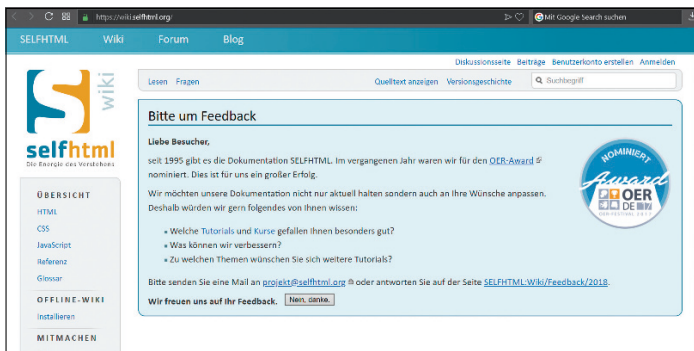 https://wiki.selfhtml.org/
Mit Google Search suchen
SELFHTML Wiki Forum Blog
Diskussionsseite Beiträge Benutzerkonto erstellen Anmelden
Lesen Fragen Quelltext anzeigen Versionsgeschichte Suchbegriff
wiki
selfhtml
Die Energie des Verstehens
Bitte um Feedback
Liebe Besucher,
seit 1995 gibt es die Dokumentation SELFHTML. Im vergangenen Jahr waren wir für den OER-Award
nominiert. Dies ist für uns ein großer Erfolg.
Wir möchten unsere Dokumentation nicht nur aktuell halten sondern auch an Ihre Wünsche anpassen.
Deshalb würden wir gern folgendes von Ihnen wissen:
Welche Tutorials und Kurse gefallen Ihnen besonders gut?
Was können wir verbessern?
Zu welchen Themen wünschen Sie sich weitere Tutorials?
Bitte senden Sie eine Mail an projekt@selfhtml.org oder antworten Sie auf der Seite SELFHTML:Wiki/Feedback/2018.
Wir freuen uns auf Ihr Feedback. Nein, danke.
NOMINIERT
Award
OER
DE
OER-FESTIVAL 2017
ÜBERSICHT
HTML
CSS
JavaScript
Referenz
Glossar
OFFLINE-WIKI
Installieren
MITMACHEN